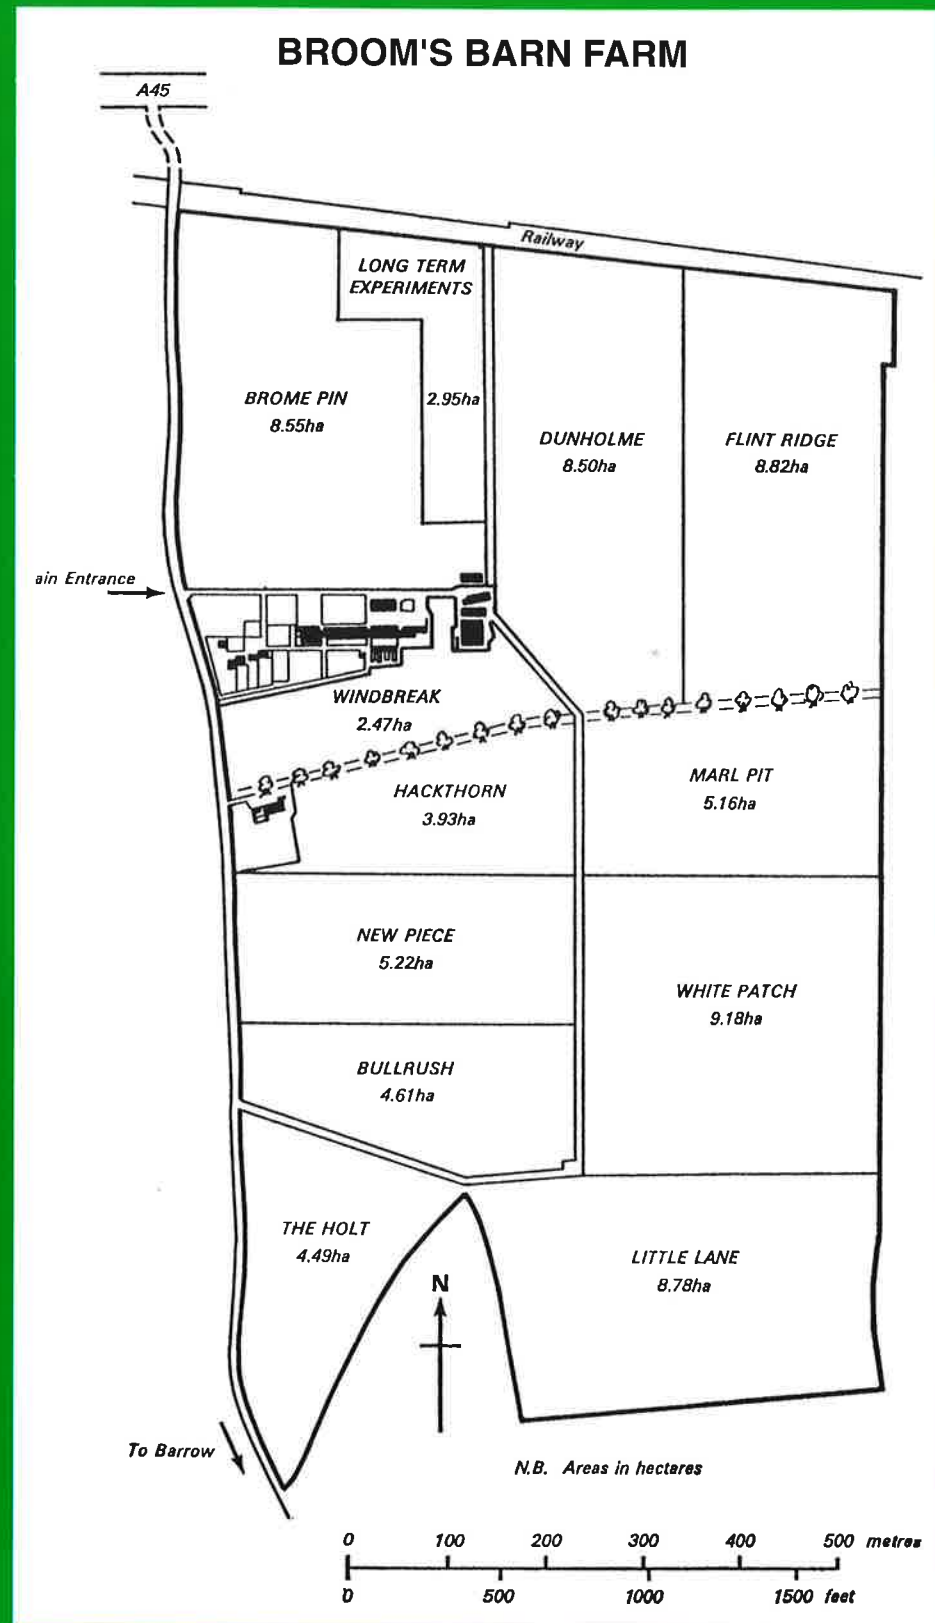 BROOM'S BARN FARM
A45
Railway
LONG TERM
EXPERIMENTS
2.95ha
BROME PIN
8.55ha
DUNHOLME
8.50ha
FLINT RIDGE
8.82ha
ain Entrance
WINDBREAK
2.47ha
HACKTHORN
3.93ha
MARL PIT
5.16ha
NEW PIECE
5.22ha
WHITE PATCH
9.18ha
BULLRUSH
4.61ha
THE HOLT
4.49ha
LITTLE LANE
8.78ha
N
To Barrow
N.B. Areas in hectares
0 100 200 300 400 500 metres
0 500 1000 1500 feet